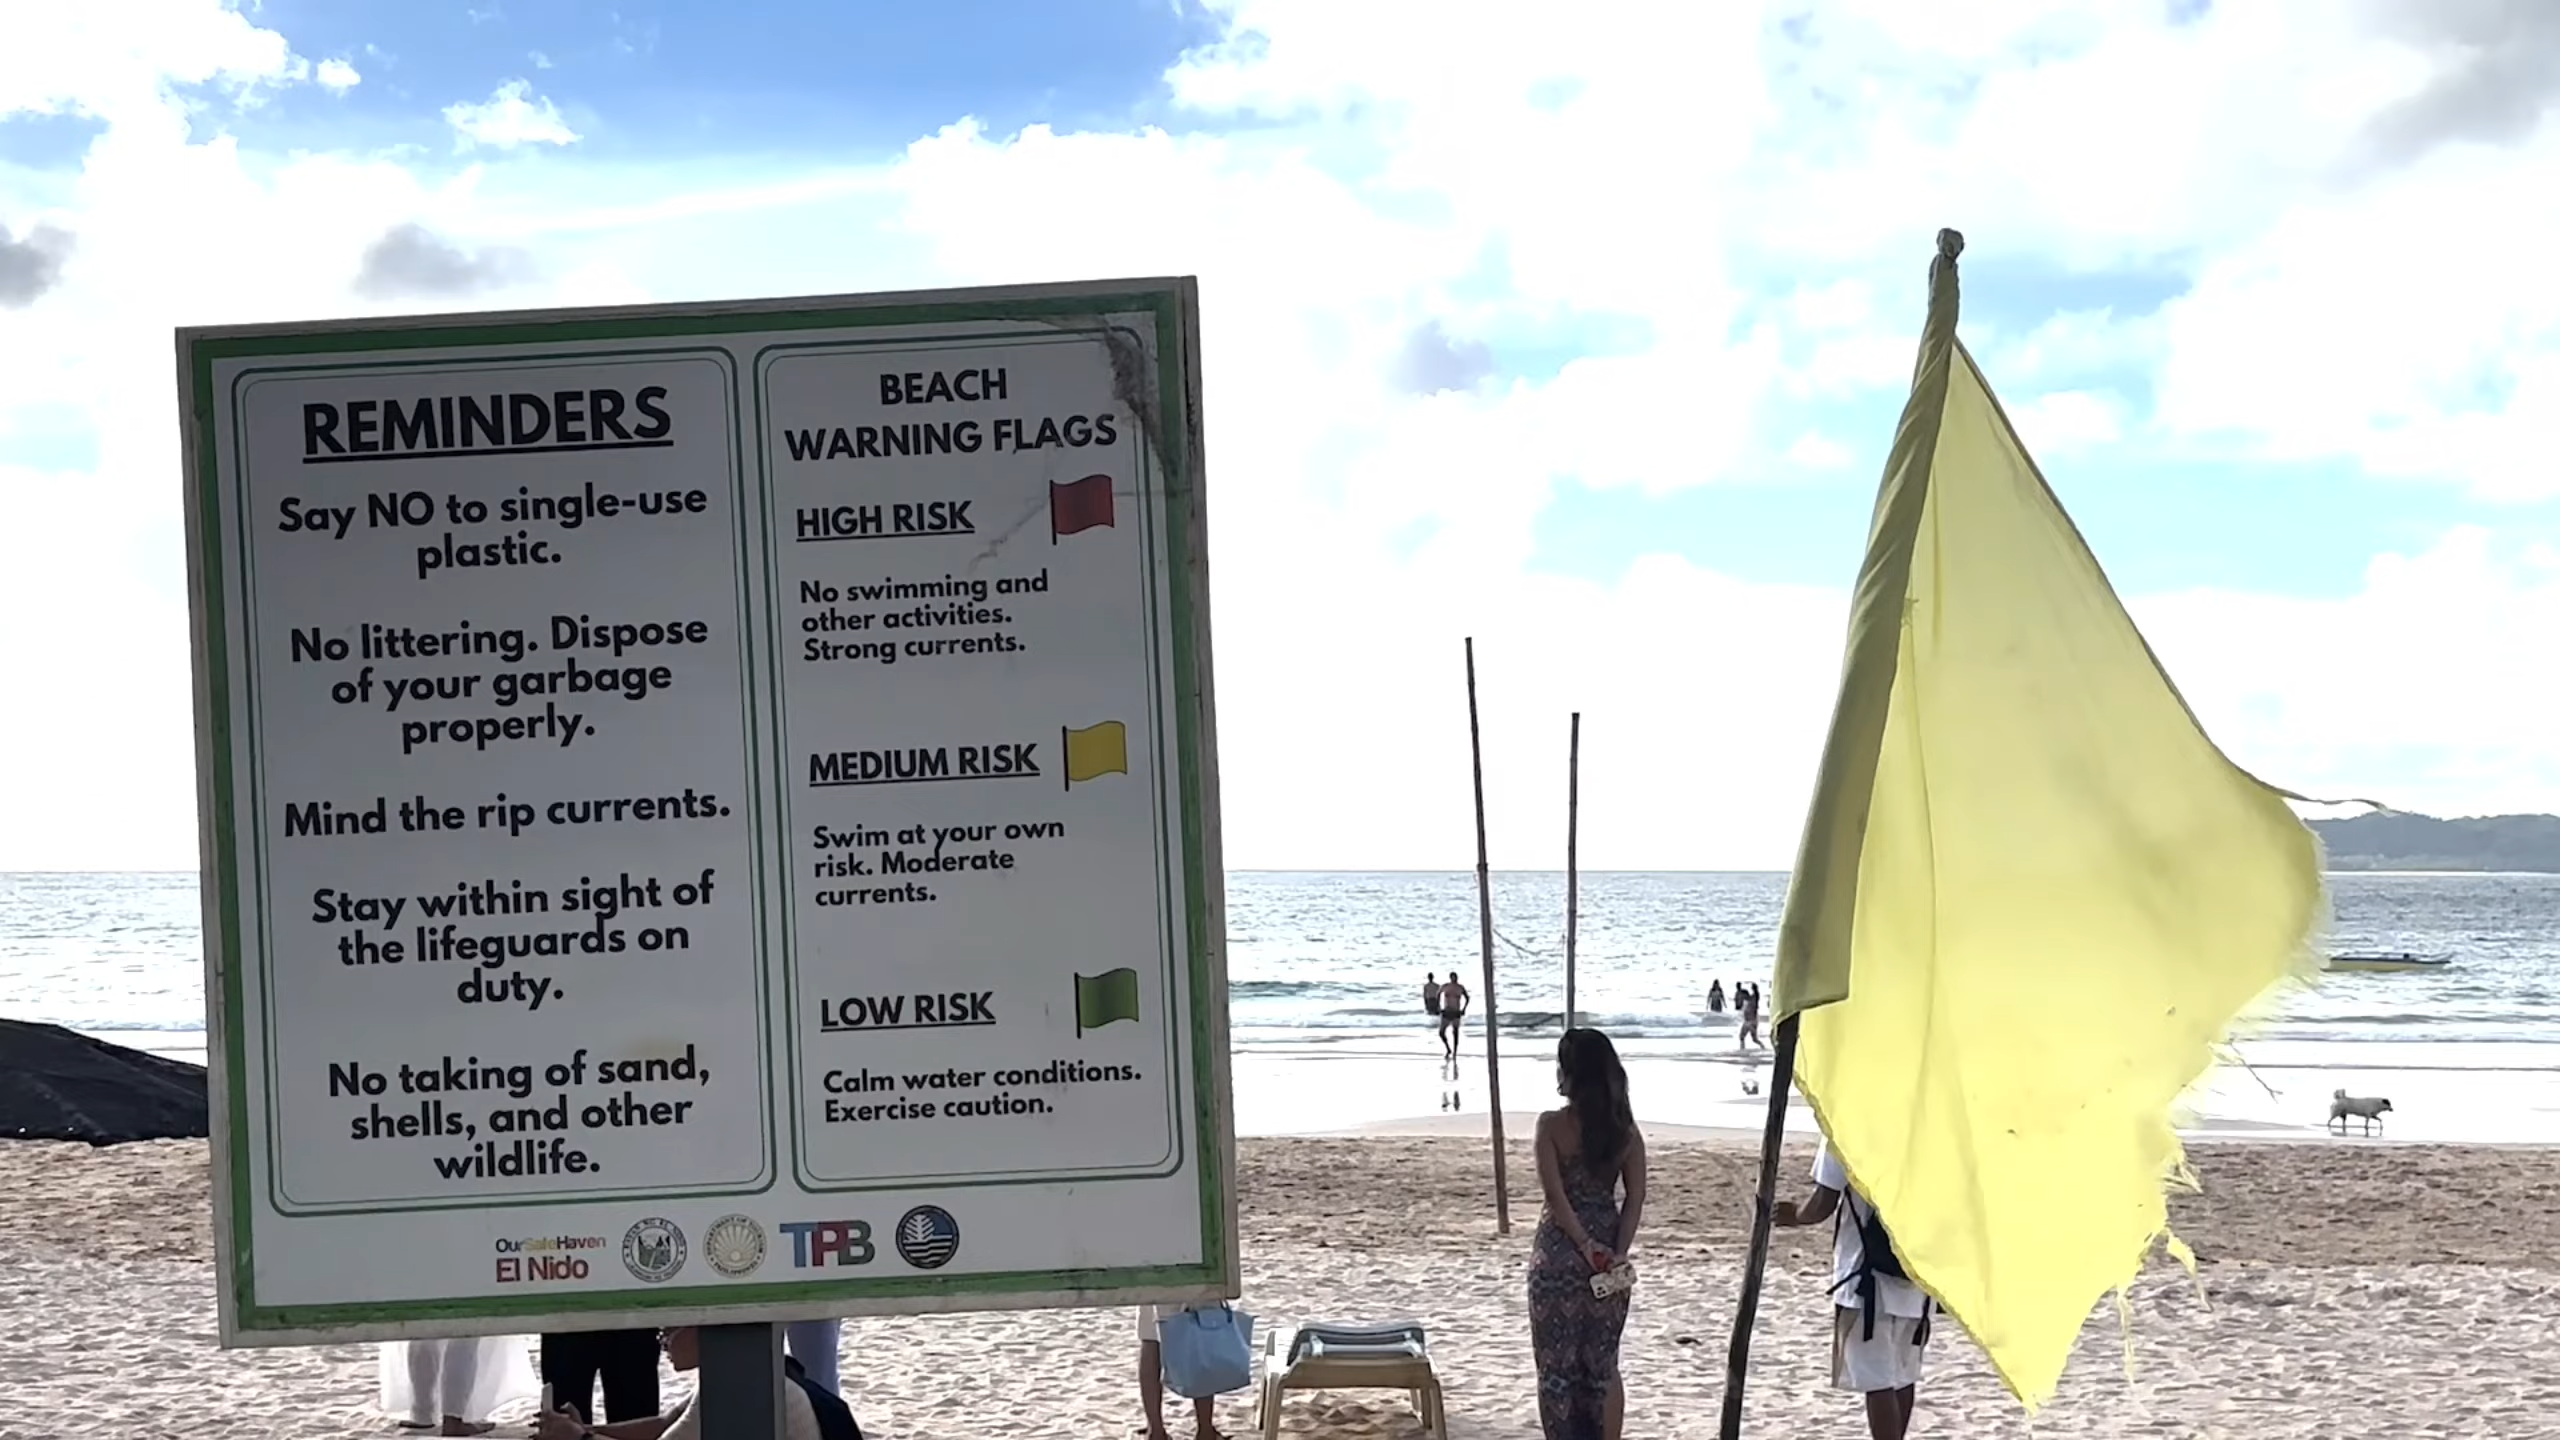 REMINDERS
Say NO to single-use
plastic.
No littering. Dispose
of your garbage
properly.
Mind the rip currents.
Stay within sight of
the lifeguards on
duty.
No taking of sand,
shells, and other
wildlife.
BEACH
WARNING FLAGS
HIGH RISK
No swimming and
other activities.
Strong currents.
MEDIUM RISK
Swim at your own
risk. Moderate
currents.
LOW RISK
Calm water conditions.
Exercise caution.
OurSafeHaven
El Nido
TPB